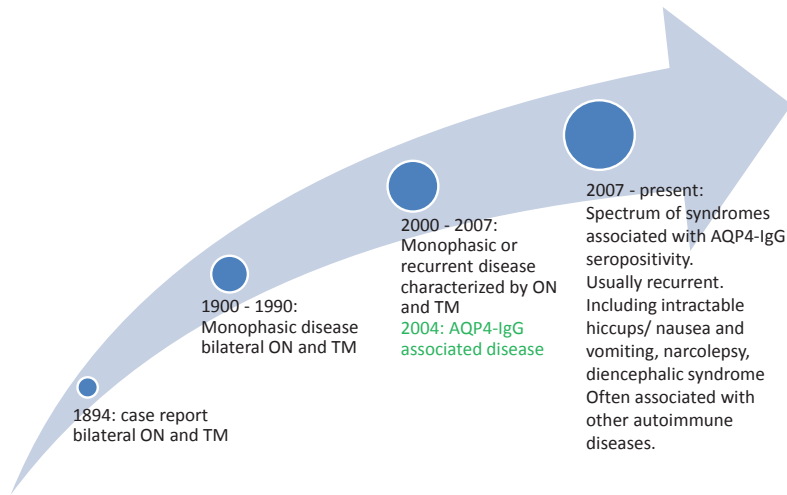 1894: case report
bilateral ON and TM
1900 - 1990:
Monophasic disease
bilateral ON and TM
2000 - 2007:
Monophasic or
recurrent disease
characterized by ON
and TM
2004: AQP4-IgG
associated disease
2007 - present:
Spectrum of syndromes
associated with AQP4-IgG
seropositivity.
Usually recurrent.
Including intractable
hiccups/ nausea and
vomiting, narcolepsy,
diencephalic syndrome
Often associated with
other autoimmune
diseases.